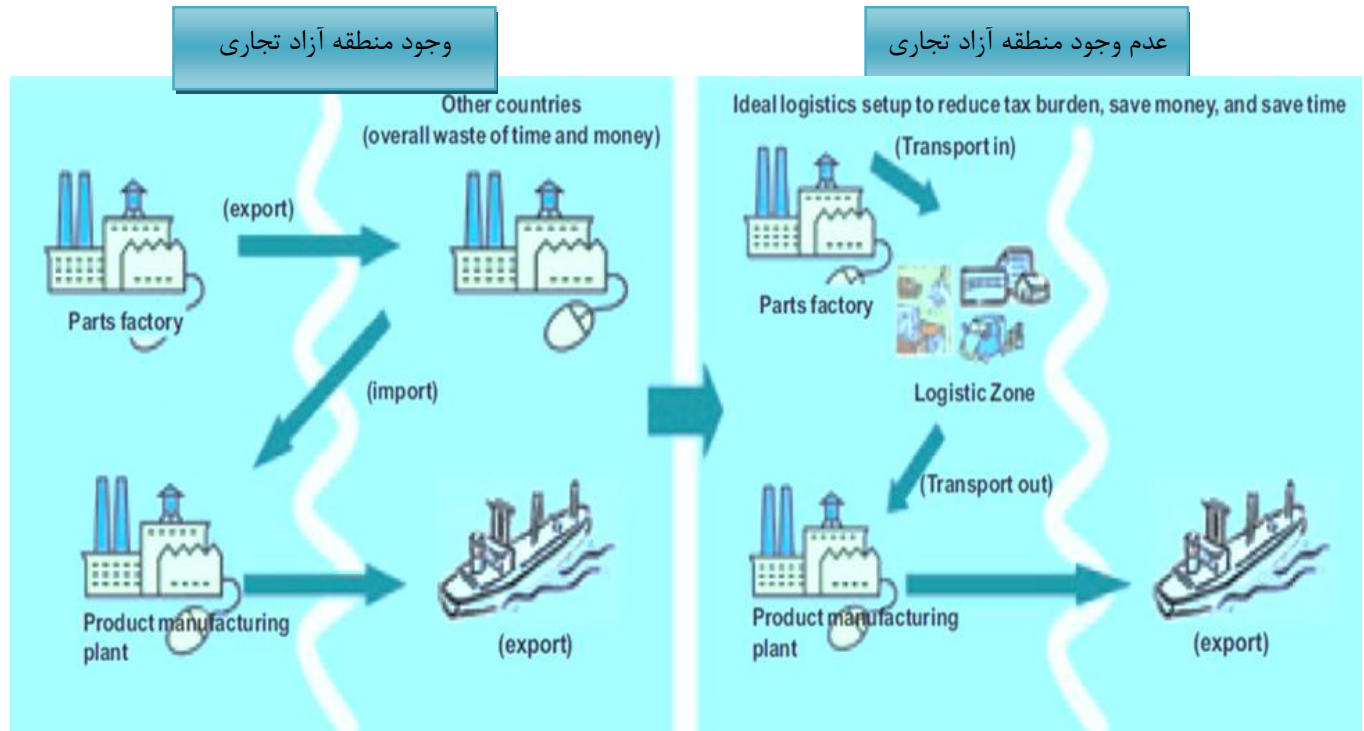 وجود منطقه آزاد تجاری
عدم وجود منطقه آزاد تجاری
Other countries
(overall waste of time and money)
(export)
Parts factory
(import)
Product manufacturing
plant
(export)
Ideal logistics setup to reduce tax burden, save money, and save time
(Transport in)
Parts factory
Logistic Zone
(Transport out)
Product manufacturing
plant
(export)